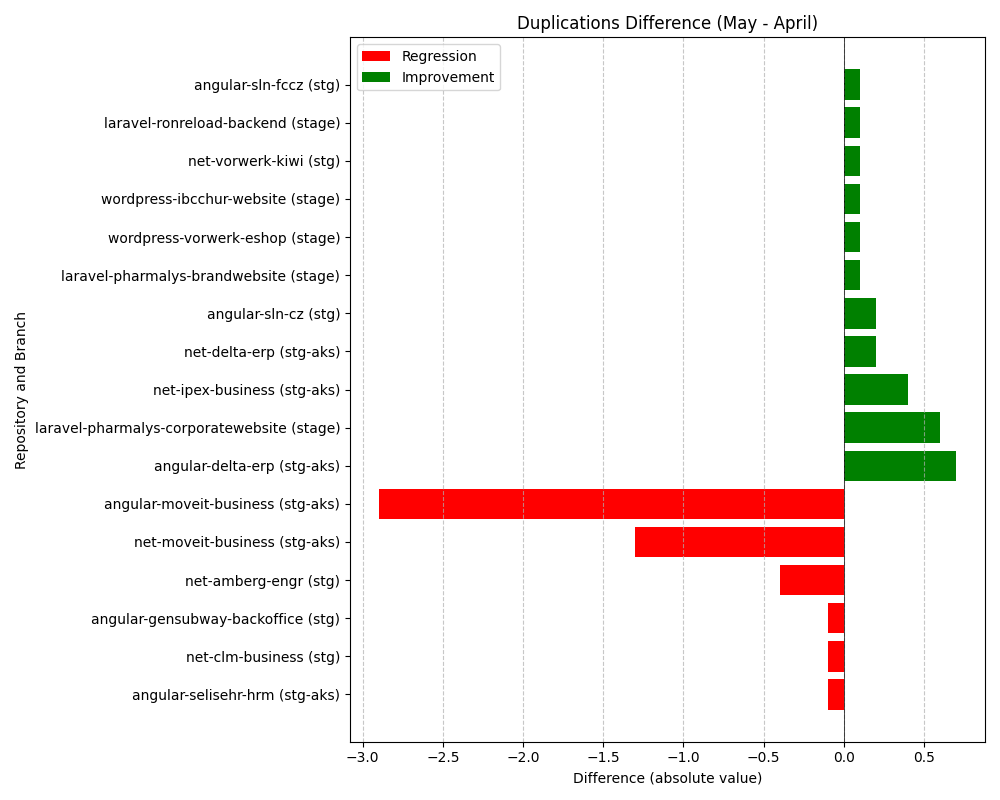 Duplications Difference (May - April)
Regression
Improvement
angular-sln-fccz (stg)
laravel-ronreload-backend (stage)
net-vorwerk-kiwi (stg)
wordpress-ibcchur-website (stage)
wordpress-vorwerk-eshop (stage)
laravel-pharmalys-brandwebsite (stage)
angular-sln-cz (stg)
net-delta-erp (stg-aks)
net-ipex-business (stg-aks)
laravel-pharmalys-corporatewebsite (stage)
angular-delta-erp (stg-aks)
angular-moveit-business (stg-aks)
net-moveit-business (stg-aks)
net-amberg-engr (stg)
angular-gensubway-backoffice (stg)
net-clm-business (stg)
angular-selisehr-hrm (stg-aks)
Repository and Branch
−3.0 −2.5 −2.0 −1.5 −1.0 −0.5 0.0 0.5
Difference (absolute value)